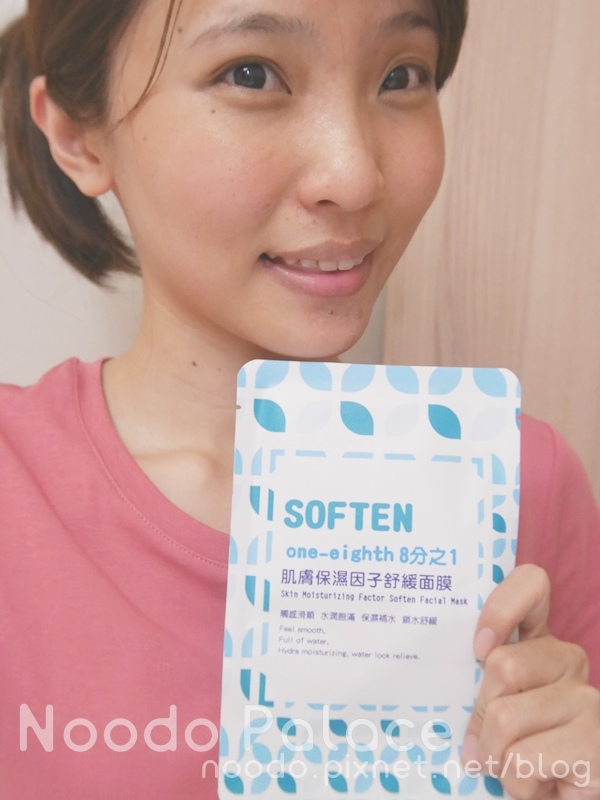 SOFTEN
one-eighth 8分之1
肌膚保濕因子舒緩面膜
Skin Moisturizing Factor Soften Facial Mask
觸感滑順 水潤飽滿 保濕補水 鎖水舒緩
Feel smooth,
Full of water,
Hydra moisturizing, water lock relieve.
Noodo Palace
noodo.pixnet.net/blog